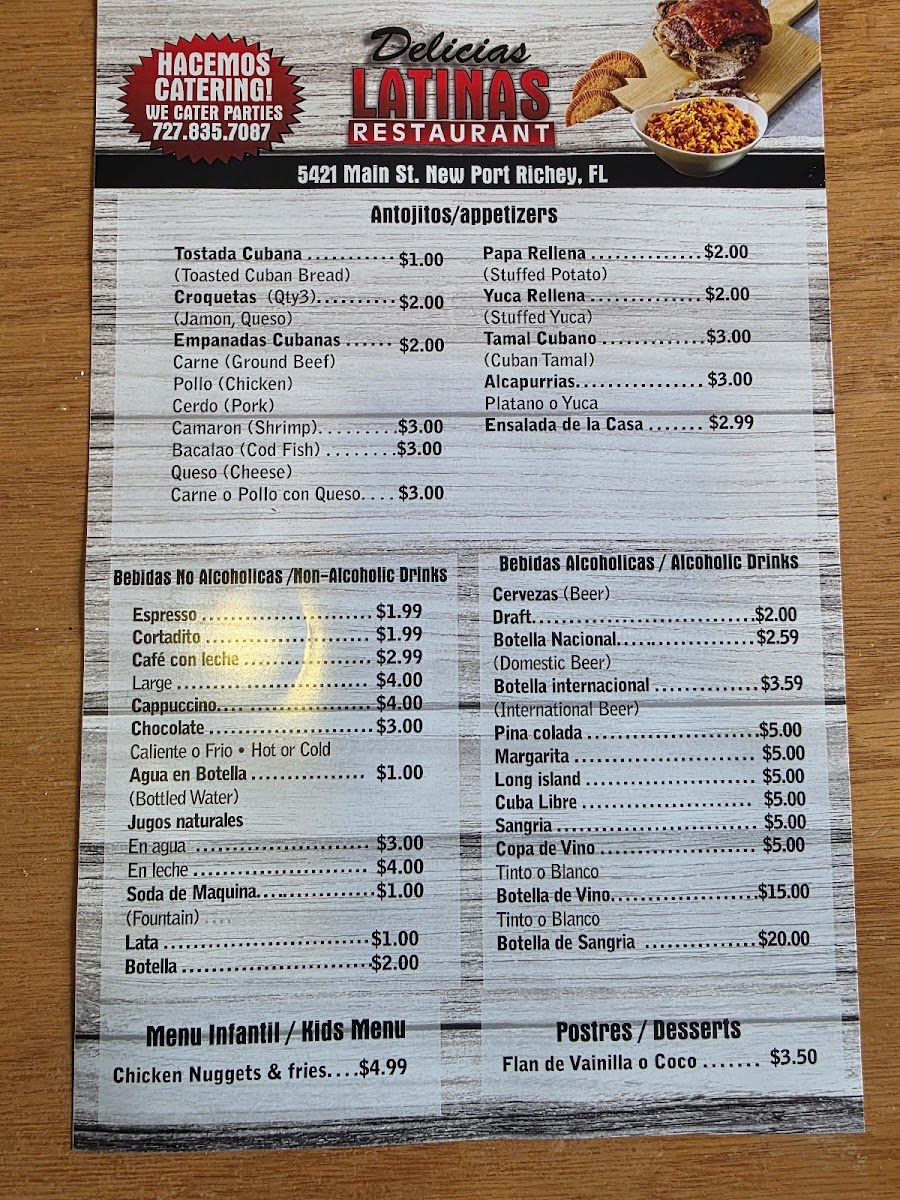 HACEMOS
CATERING!
WE CATER PARTIES
727.835.7087
Delicias
LATINAS
RESTAURANT
5421 Main St. New Port Richey, FL
Antojitos/appetizers
Tostada Cubana ........... $1.00
(Toasted Cuban Bread)
Croquetas (Qty3).......... $2.00
(Jamon, Queso)
Empanadas Cubanas ...... $2.00
Carne (Ground Beef)
Pollo (Chicken)
Cerdo (Pork)
Camaron (Shrimp).........$3.00
Bacalao (Cod Fish) ........$3.00
Queso (Cheese)
Carne o Pollo con Queso.... $3.00
Papa Rellena ..............$2.00
(Stuffed Potato)
Yuca Rellena ..............$2.00
(Stuffed Yuca)
Tamal Cubano .............$3.00
(Cuban Tamal)
Alcapurrias................ $3.00
Platano o Yuca
Ensalada de la Casa ....... $2.99
Bebidas No Alcoholicas /Non-Alcoholic Drinks
Espresso ........................ $1.99
Cortadito ....................... $1.99
Café con leche .................. $2.99
Large ........................... $4.00
Cappuccino..... ................. $4.00
Chocolate ........................$3.00
Caliente o Frio • Hot or Cold
Agua en Botella ................ $1.00
(Bottled Water)
Jugos naturales
En agua ......................... $3.00
En leche ......................... $4.00
Soda de Maquina.................$1.00
(Fountain) ....
Lata .............................$1.00
Botella ...........................$2.00
Bebidas Alcoholicas / Alcoholic Drinks
Cervezas (Beer)
Draft................................$2.00
Botella Nacional....................$2.59
(Domestic Beer)
Botella internacional ...............$3.59
(International Beer)
Pina colada .........................$5.00
Margarita .......................... $5.00
Long island ......................... $5.00
Cuba Libre ........................ $5.00
Sangria ............................ $5.00
Copa de Vino ...................... $5.00
Tinto o Blanco
Botella de Vino.....................$15.00
Tinto o Blanco
Botella de Sangria ................$20.00
Menu Infantil / Kids Menu
Chicken Nuggets & fries....$4.99
Postres / Desserts
Flan de Vainilla o Coco ....... $3.50